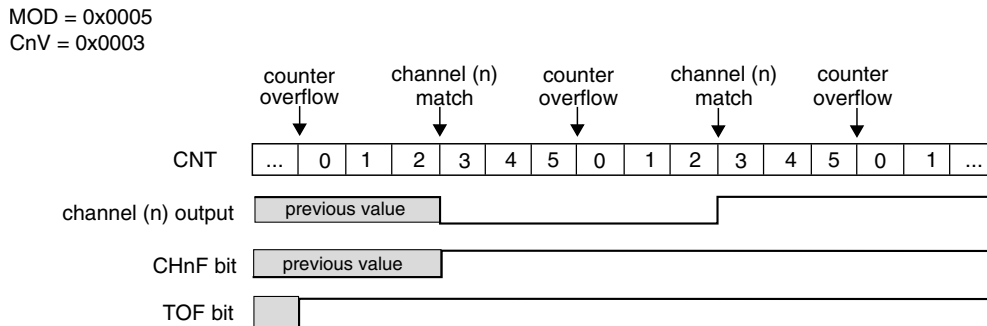 MOD = 0x0005
CnV = 0x0003
counter overflow
channel (n) match
counter overflow
channel (n) match
counter overflow
CNT ... 0 1 2 3 4 5 0 1 2 3 4 5 0 1 ...
channel (n) output previous value
CHnF bit previous value
TOF bit